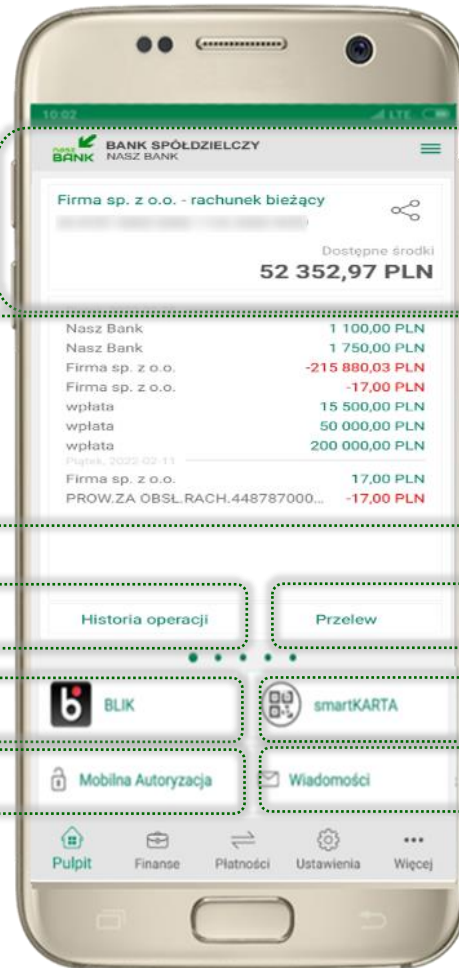 10:02 LTE
nasz BANK BANK SPÓŁDZIELCZY
NASZ BANK
Firma sp. z o.o. - rachunek bieżący
Dostępne środki
52 352,97 PLN
Nasz Bank 1 100,00 PLN
Nasz Bank 1 750,00 PLN
Firma sp. z o.o. -215 880,03 PLN
Firma sp. z o.o. -17,00 PLN
wpłata 15 500,00 PLN
wpłata 50 000,00 PLN
wpłata 200 000,00 PLN
Piątek, 2022-02-11
Firma sp. z o.o. 17,00 PLN
PROW.ZA OBSŁ.RACH.448787000... -17,00 PLN
Historia operacji Przelew
b BLIK smartKARTA
Mobilna Autoryzacja Wiadomości
Pulpit Finanse Płatności Ustawienia Więcej